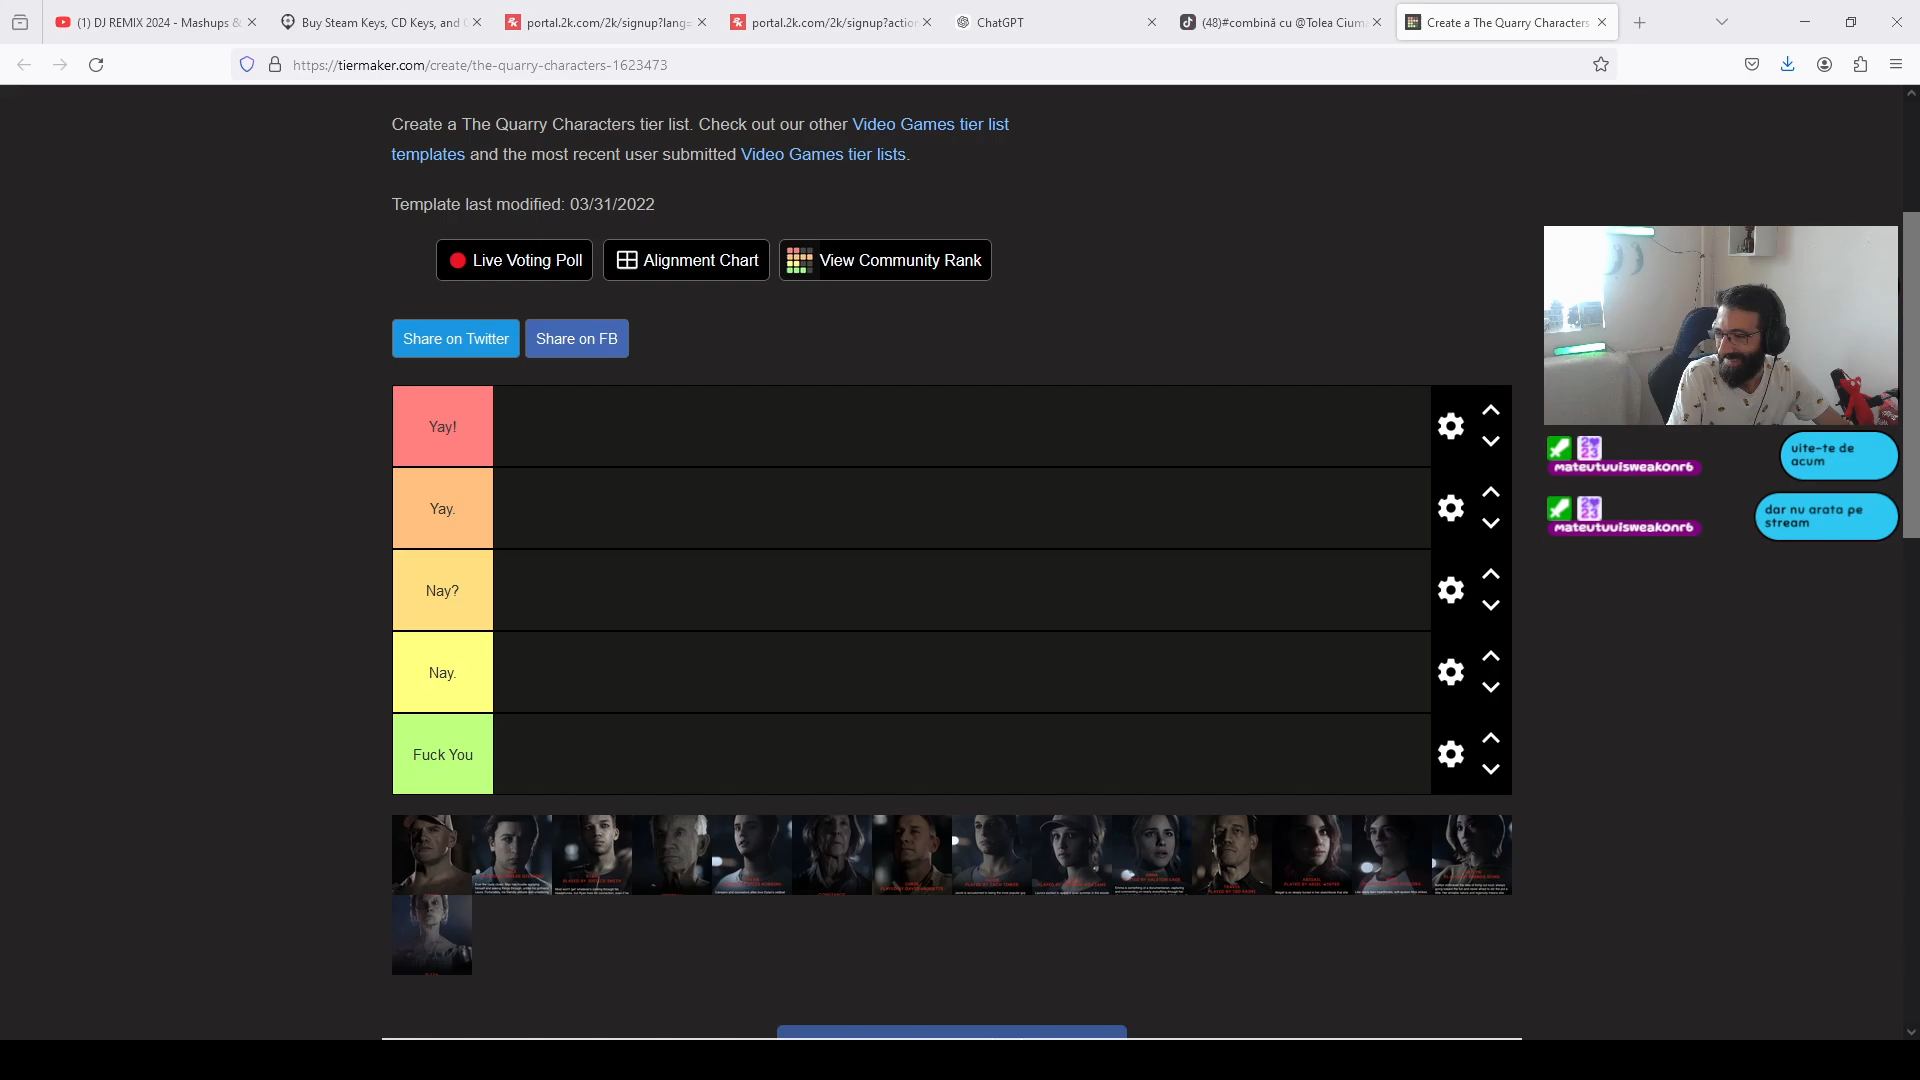 (1) DJ REMIX 2024 - Mashups &
Buy Steam Keys, CD Keys, and
portal.2k.com/2k/signup?lang=
portal.2k.com/2k/signup?action
ChatGPT
(48)#combină cu @Tolea Ciuma
Create a The Quarry Characters
https://tiermaker.com/create/the-quarry-characters-1623473
Create a The Quarry Characters tier list. Check out our other Video Games tier list
templates and the most recent user submitted Video Games tier lists.
Template last modified: 03/31/2022
Live Voting Poll
Alignment Chart
View Community Rank
Share on Twitter
Share on FB
Yay!
Yay.
Nay?
Nay.
Fuck You
mateutuuisweakonr6
uite-te de
acum
mateutuuisweakonr6
dar nu arata pe
stream